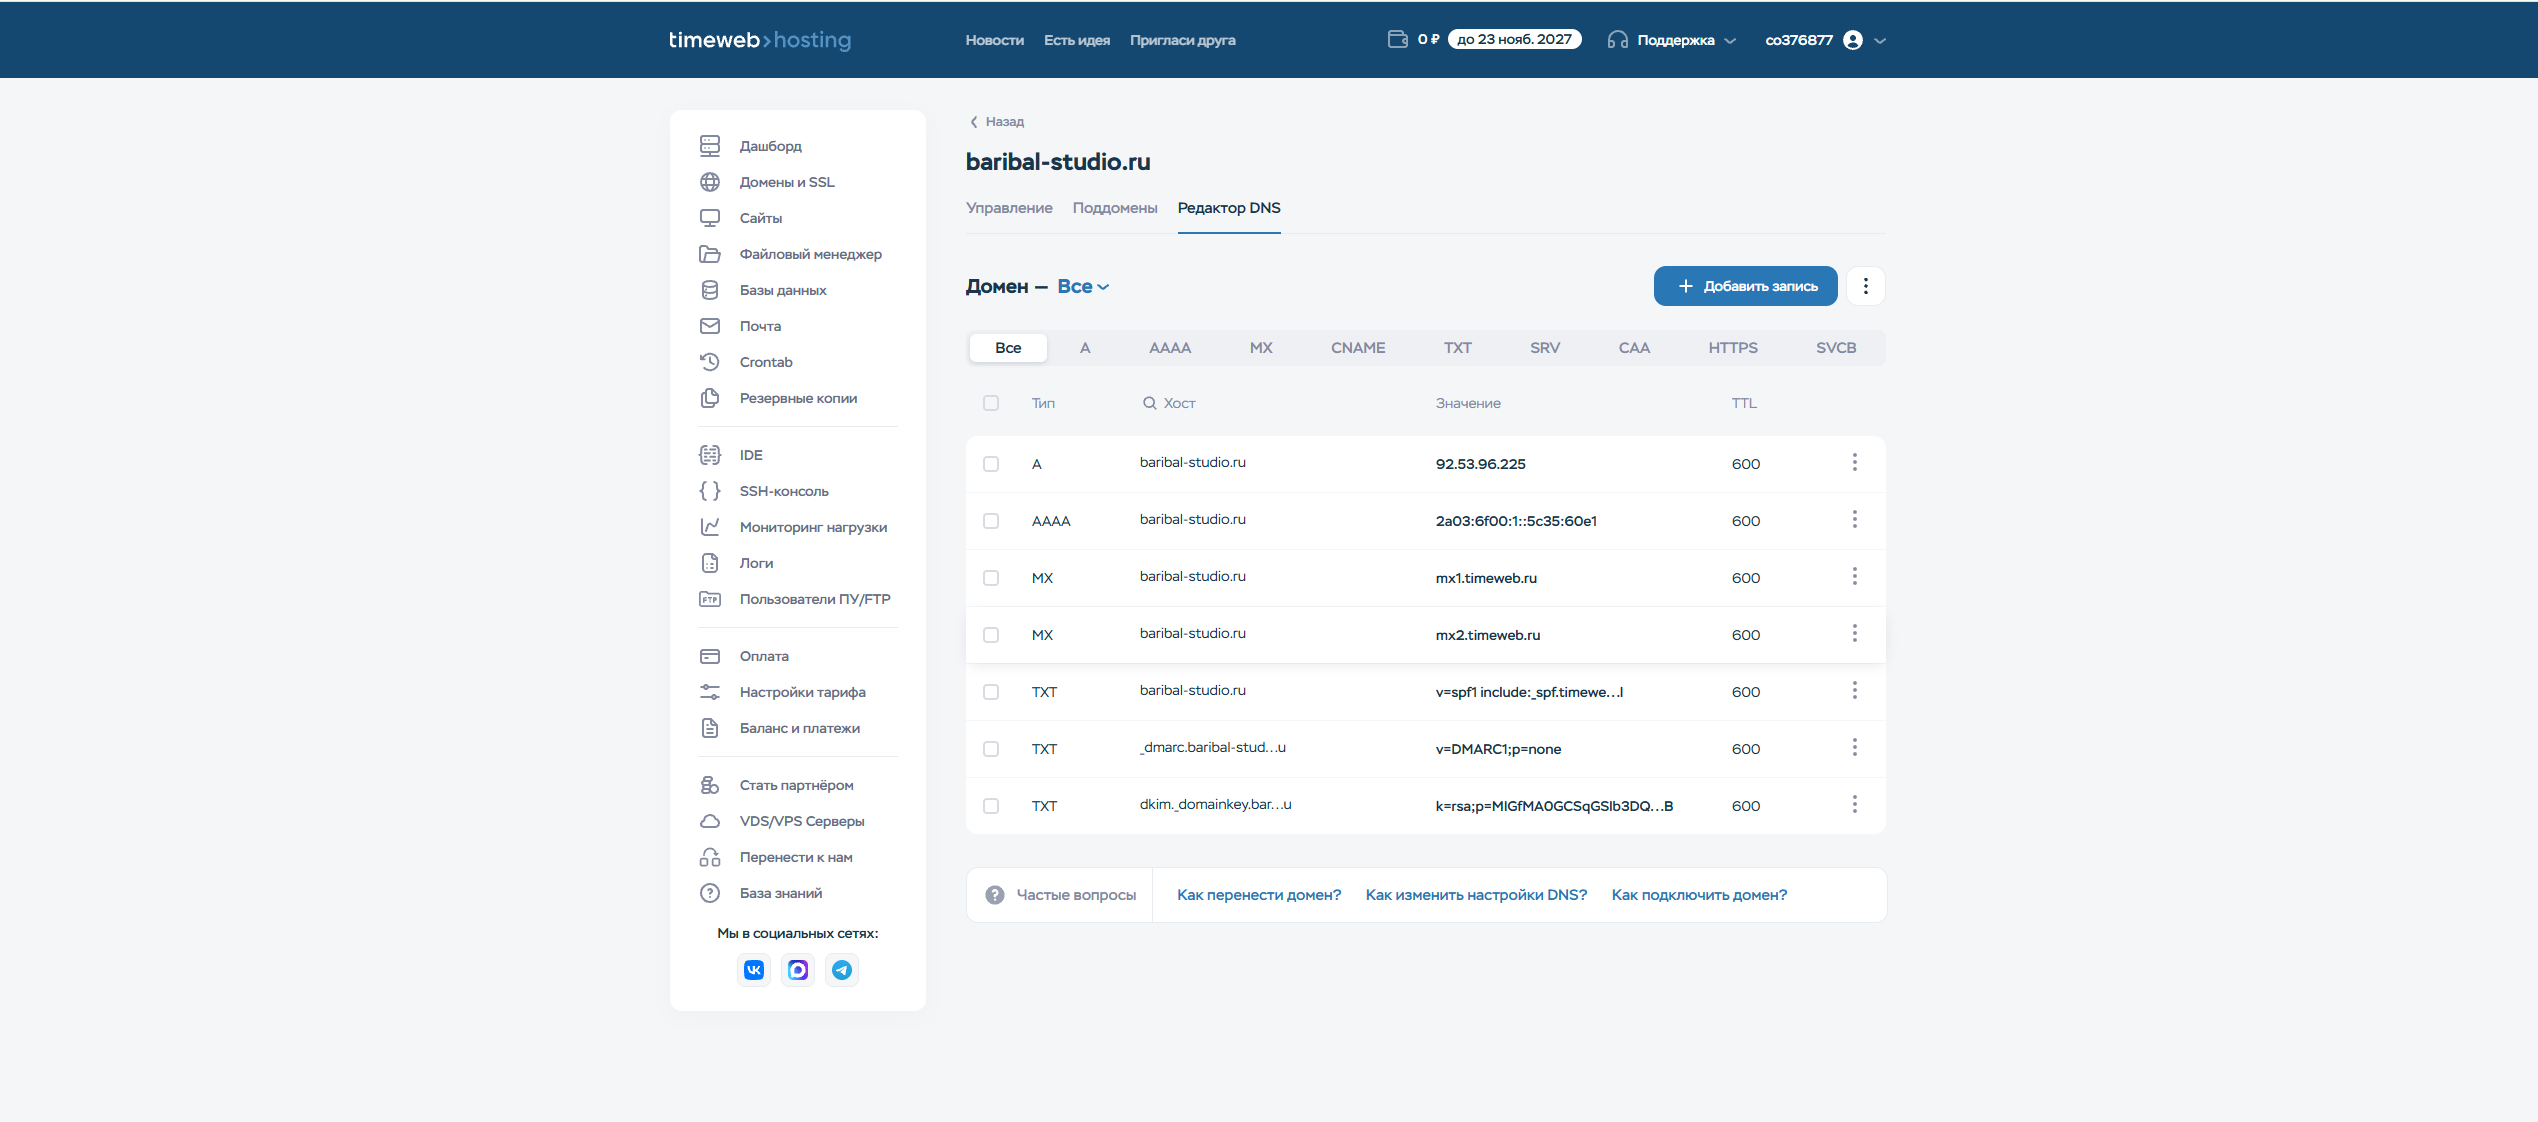 timeweb>hosting
Новости Есть идея Пригласи друга
0 ₽ до 23 нояб. 2027 Поддержка co376877
Дашборд
Домены и SSL
Сайты
Файловый менеджер
Базы данных
Почта
Crontab
Резервные копии
IDE
SSH-консоль
Мониторинг нагрузки
Логи
FTP Пользователи ПУ/FTP
Оплата
Настройки тарифа
Баланс и платежи
Стать партнёром
VDS/VPS Серверы
Перенести к нам
База знаний
Мы в социальных сетях:
Назад
baribal-studio.ru
Управление Поддомены Редактор DNS
Домен — Все
+ Добавить запись
Все A AAAA MX CNAME TXT SRV CAA HTTPS SVCB
Тип Хост Значение TTL
A baribal-studio.ru 92.53.96.225 600
AAAA baribal-studio.ru 2a03:6f00:1::5c35:60e1 600
MX baribal-studio.ru mx1.timeweb.ru 600
MX baribal-studio.ru mx2.timeweb.ru 600
TXT baribal-studio.ru v=spf1 include:_spf.timewe...l 600
TXT _dmarc.baribal-stud...u v=DMARC1;p=none 600
TXT dkim._domainkey.bar...u k=rsa;p=MIGfMA0GCSqGSIb3DQ...B 600
? Частые вопросы Как перенести домен? Как изменить настройки DNS? Как подключить домен?